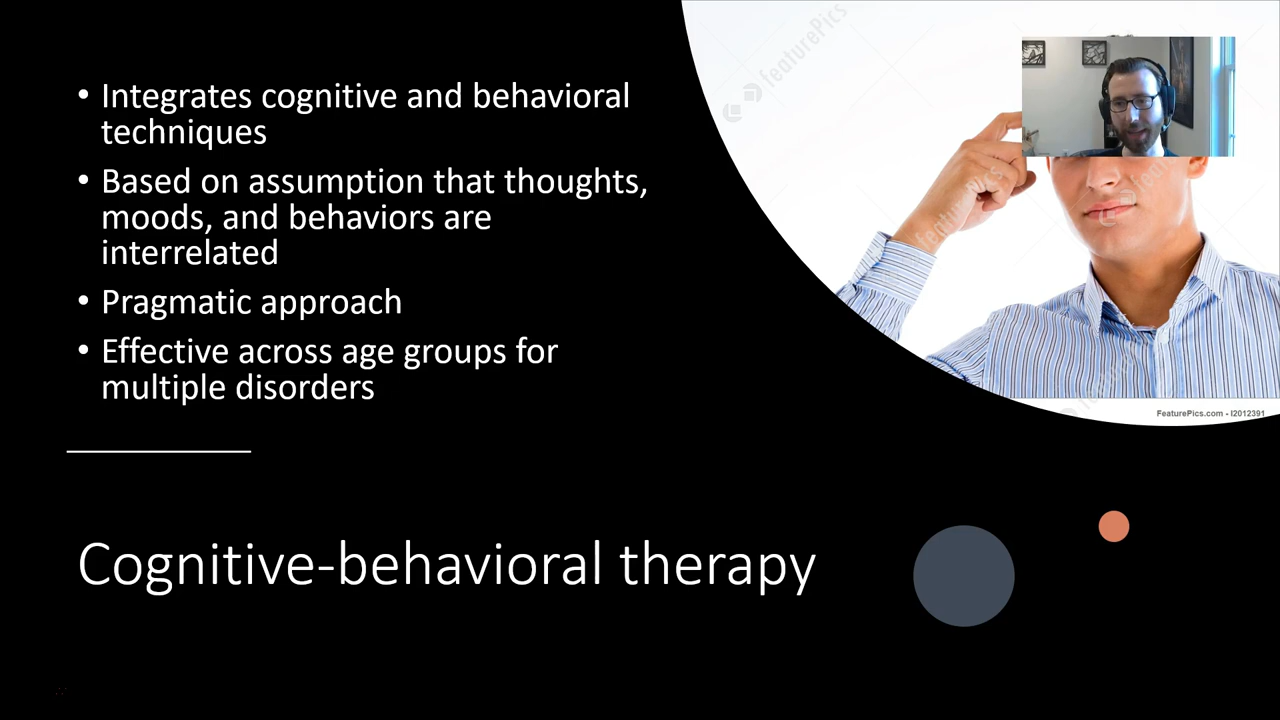 • Integrates cognitive and behavioral
techniques
• Based on assumption that thoughts,
moods, and behaviors are
interrelated
• Pragmatic approach
• Effective across age groups for
multiple disorders
featurePics
FeaturePics.com - I2012391
Cognitive-behavioral therapy